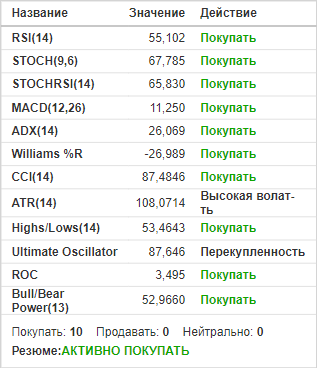 Название Значение Действие
RSI(14) 55,102 Покупать
STOCH(9,6) 67,785 Покупать
STOCHRSI(14) 65,830 Покупать
MACD(12,26) 11,250 Покупать
ADX(14) 26,069 Покупать
Williams %R -26,989 Покупать
CCI(14) 87,4846 Покупать
ATR(14) 108,0714 Высокая волат-
ть
Highs/Lows(14) 53,4643 Покупать
Ultimate Oscillator 87,646 Перекупленность
ROC 3,495 Покупать
Bull/Bear
Power(13) 52,9660 Покупать
Покупать: 10 Продавать: 0 Нейтрально: 0
Резюме:АКТИВНО ПОКУПАТЬ